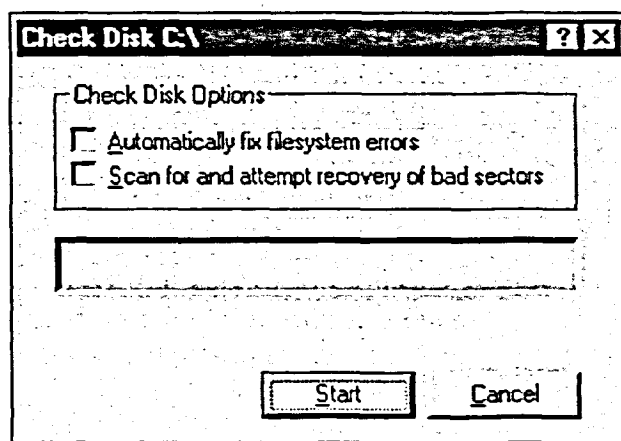 Check Disk C:\
Check Disk Options
Automatically fix filesystem errors
Scan for and attempt recovery of bad sectors
Start
Cancel